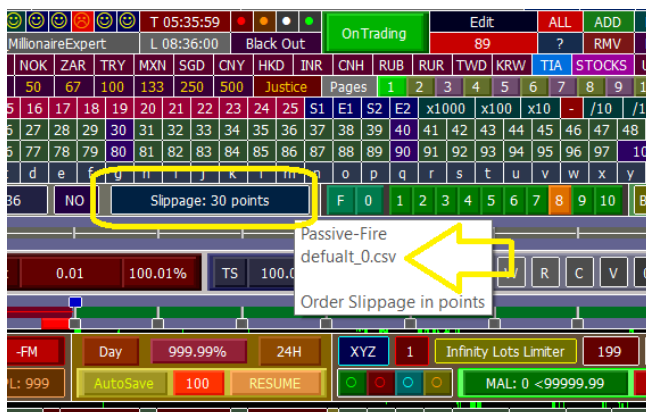 T 05:35:59 OnTrading Edit ALL ADD
MillionaireExpert L 08:36:00 Black Out 89 ? RMV
NOK ZAR TRY MXN SGD CNY HKD INR CHN RUB RUR TWD KRW TIA STOCKS
50 67 100 133 250 500 Justice Pages 1 2 3 4 5 6 7 8 9
16 17 18 19 20 21 22 23 24 25 S1 E1 S2 E2 x1000 x100 x10 - /10
27 28 29 30 31 32 33 34 35 36 37 38 39 40 41 42 43 44 45 46 47 48
77 78 79 80 81 82 83 84 85 86 87 88 89 90 91 92 93 94 95 96 97
d e f g h i j k l m n o p q r s t u v w x y
36 NO Slippage: 30 points F 0 1 2 3 4 5 6 7 8 9 10
Passive-Fire
defualt_0.csv
0.01 100.01% TS 100.0 R C V
Order Slippage in points
-FM Day 999.99% 24H XYZ 1 Infinity Lots Limiter 199
PL: 999 AutoSave 100 RESUME MAL: 0 <99999.99